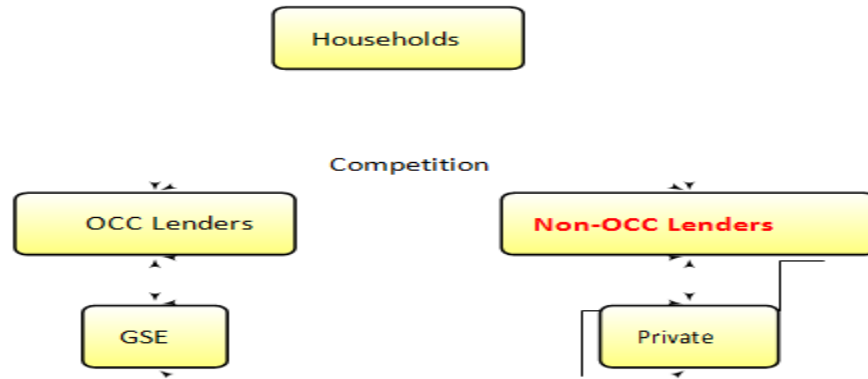 Households
Competition
OCC Lenders
Non-OCC Lenders
GSE
Private